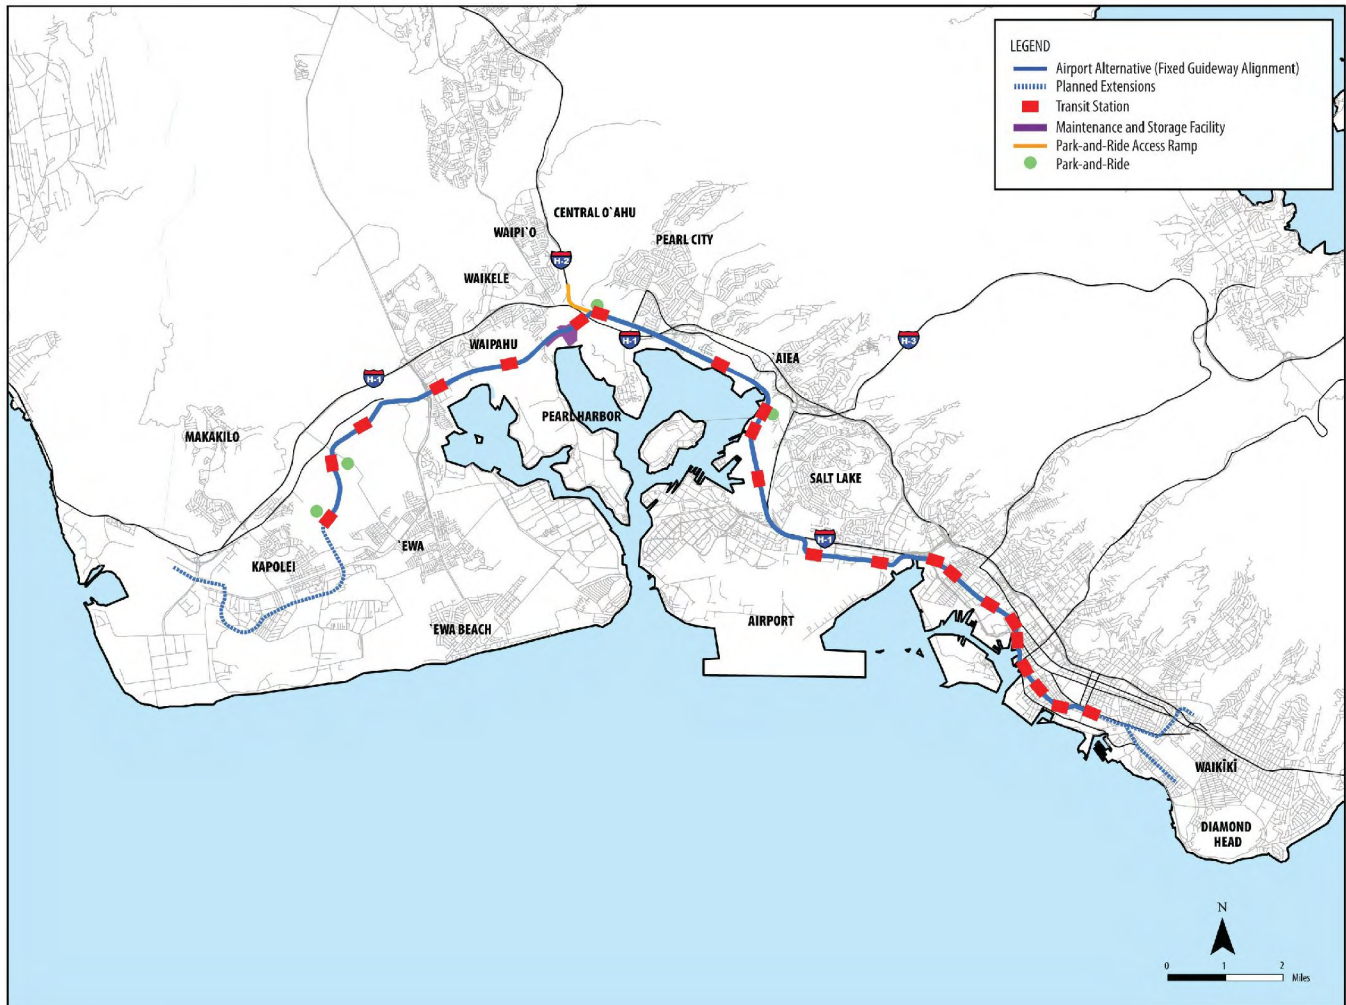 LEGEND
Airport Alternative (Fixed Guideway Alignment)
Planned Extensions
Transit Station
Maintenance and Storage Facility
Park-and-Ride Access Ramp
Park-and-Ride
CENTRAL O`AHU
WAIPI`O
PEARL CITY
H-2
WAIKELE
H-1
H-3
WAIPAHU
`AIEA
H-1
PEARL HARBOR
MAKAKILO
SALT LAKE
H-1
`EWA
KAPOLEI
AIRPORT
`EWA BEACH
WAIKĪKĪ
DIAMOND
HEAD
N
0 1 2
Miles